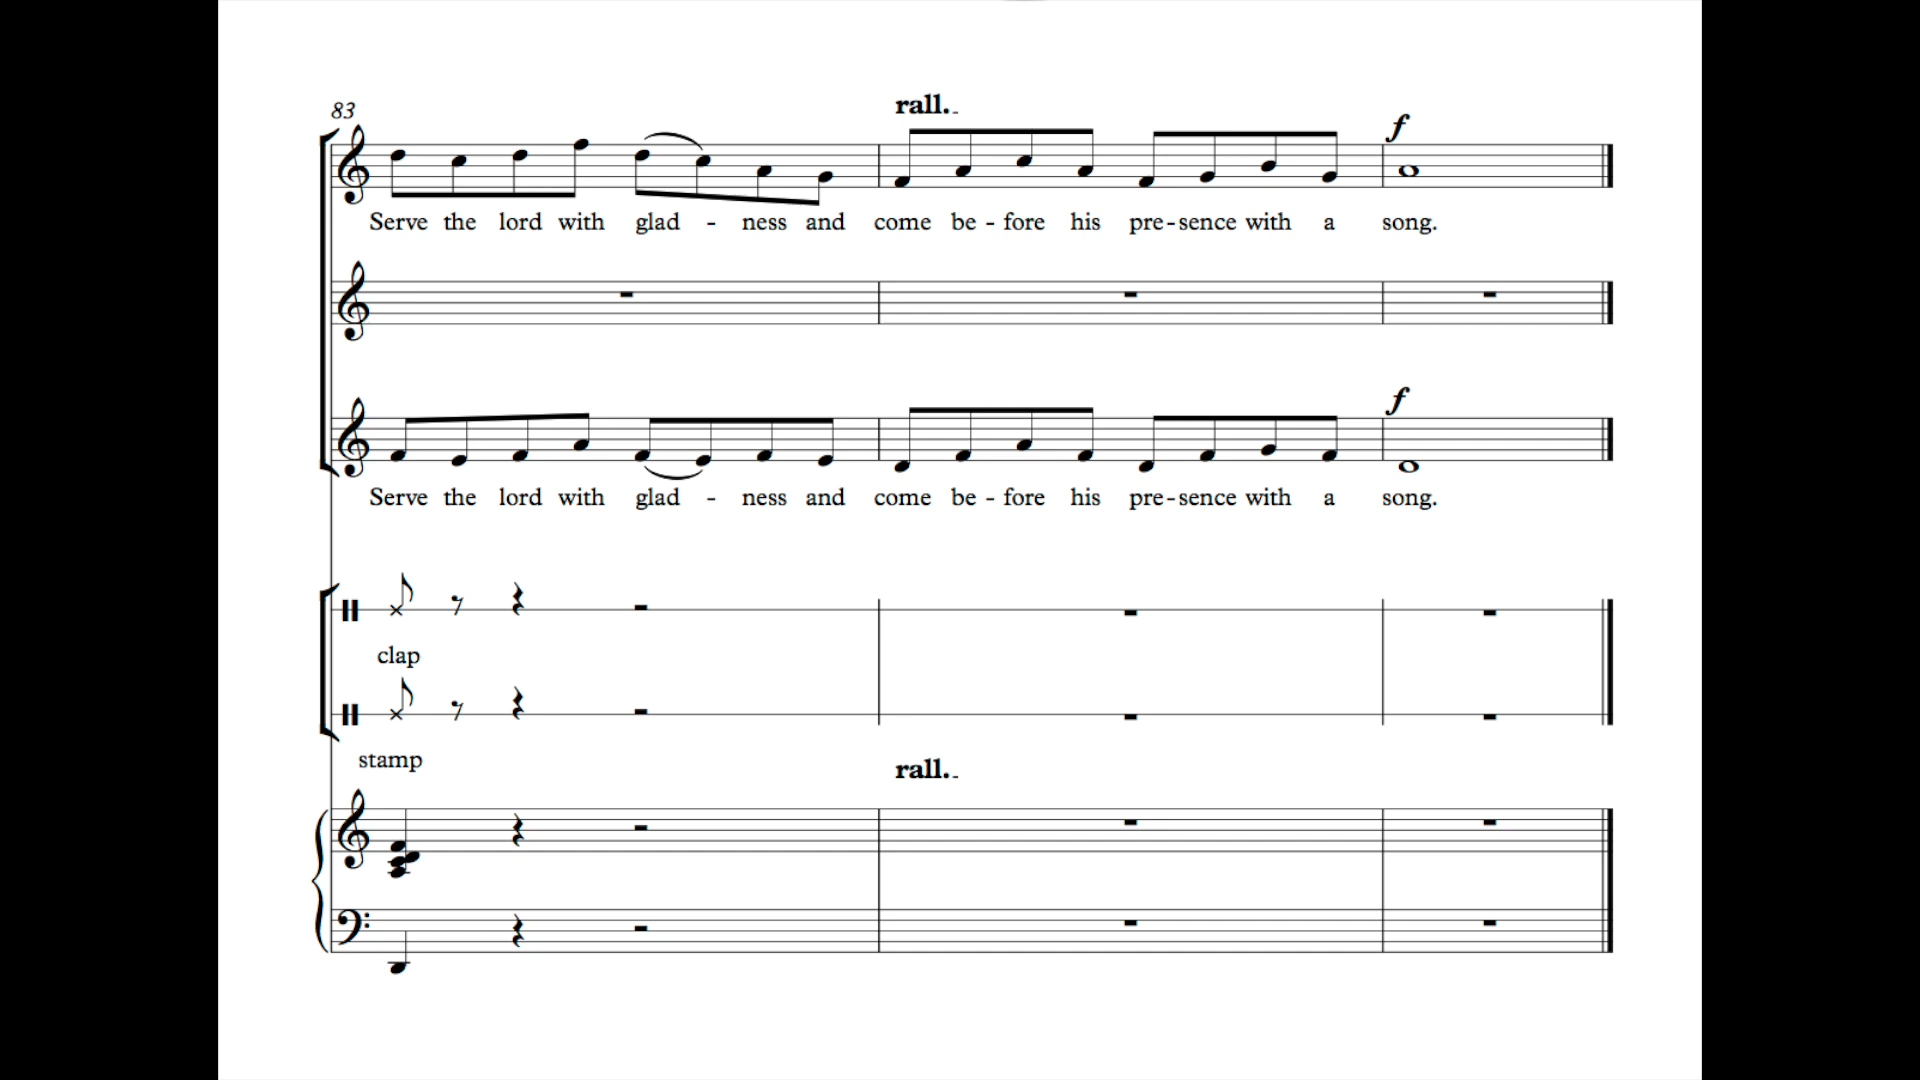 83
rall.
f
Serve the lord with glad - ness and come be - fore his pre - sence with a song.
f
Serve the lord with glad - ness and come be - fore his pre - sence with a song.
clap
stamp
rall.